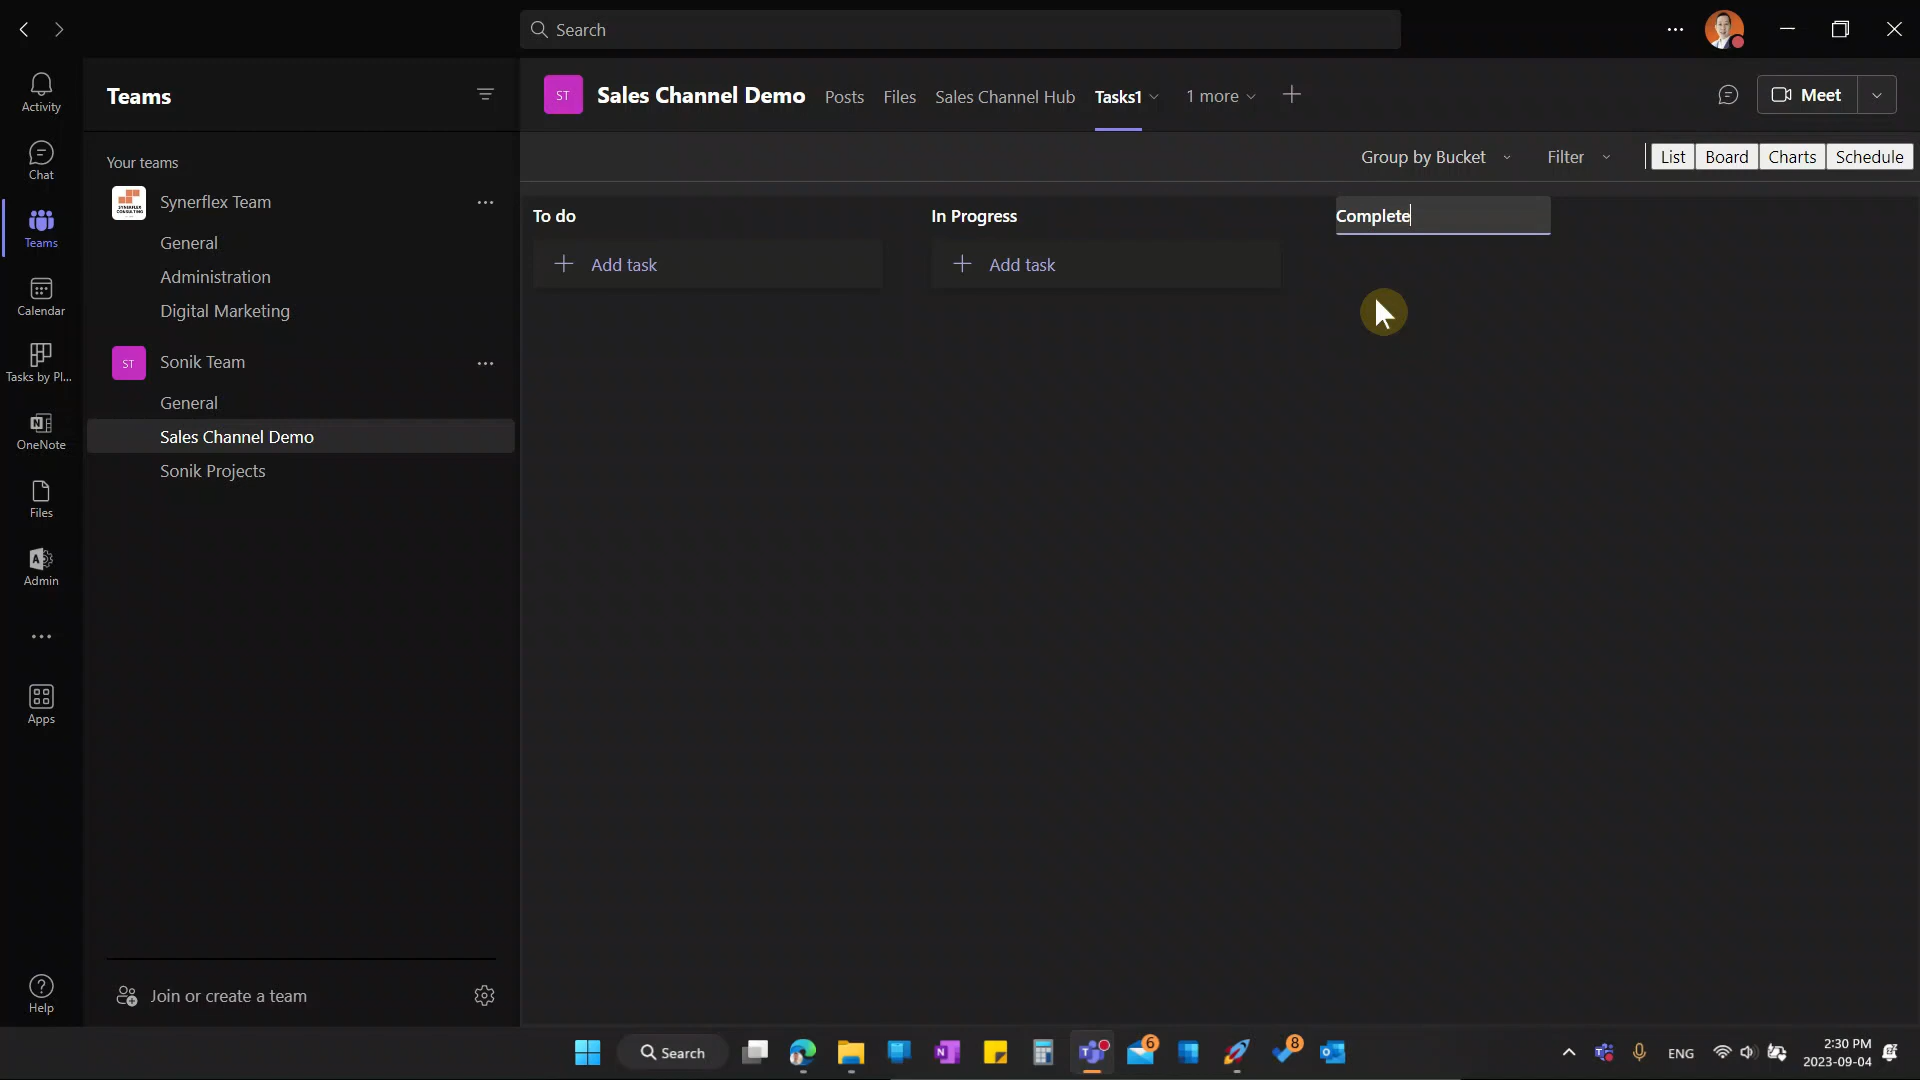 Search
Activity
Chat
Teams
Calendar
Tasks by Pl...
OneNote
Files
Admin
Apps
Help
Teams
Your teams
SYNERFLEX
CONSULTING
Synerflex Team
General
Administration
Digital Marketing
ST
Sonik Team
General
Sales Channel Demo
Sonik Projects
Join or create a team
ST
Sales Channel Demo Posts Files Sales Channel Hub Tasks1 1 more
Meet
Group by Bucket Filter List Board Charts Schedule
To do
Add task
In Progress
Add task
Complete
Search
6
8
ENG
2:30 PM
2023-09-04